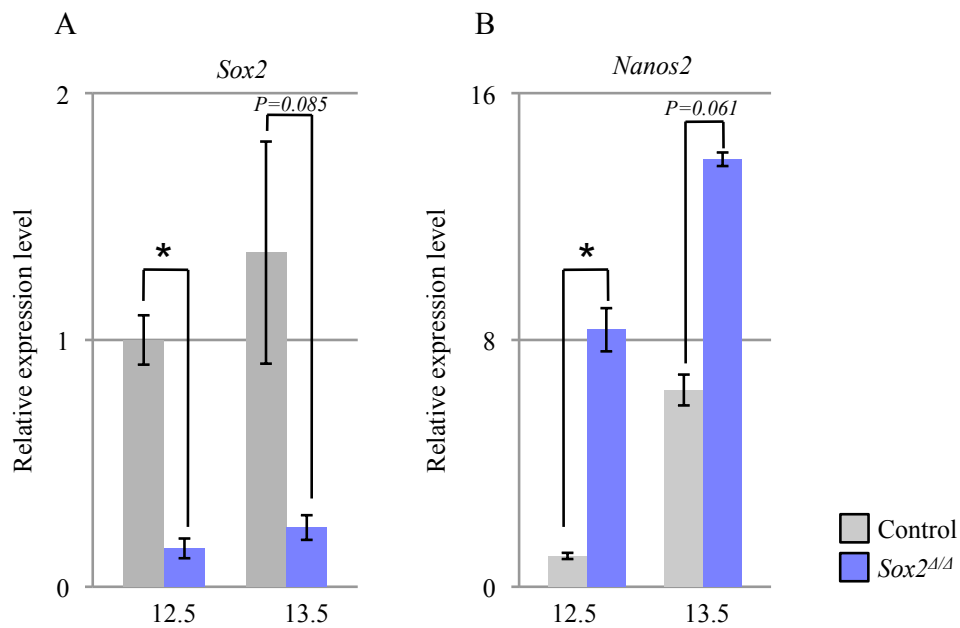 A
Sox2
Relative expression level
2
1
0
P=0.085
*
12.5
13.5
B
Nanos2
Relative expression level
16
8
0
P=0.061
*
12.5
13.5
Control
Sox2Δ/Δ